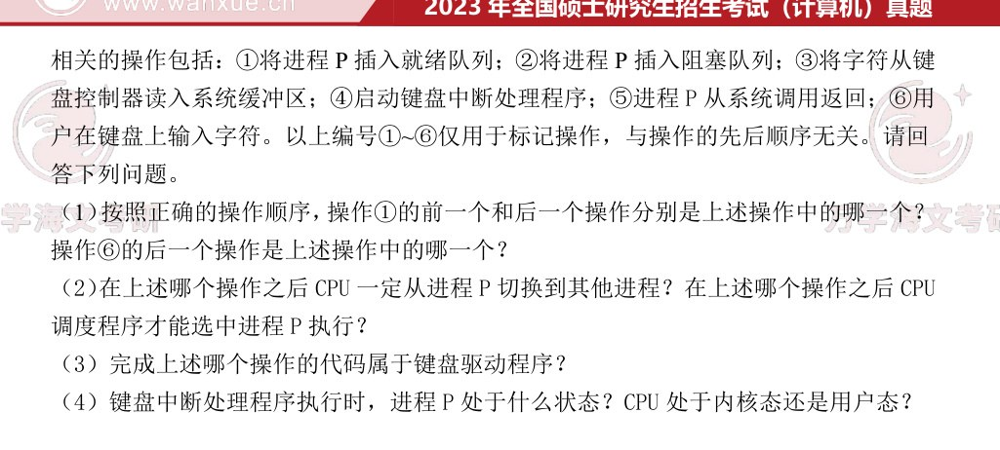 www.wanxue.cn
2023 年全国硕士研究生招生考试（计算机）真题
相关的操作包括：①将进程 P 插入就绪队列；②将进程 P 插入阻塞队列；③将字符从键
盘控制器读入系统缓冲区；④启动键盘中断处理程序；⑤进程 P 从系统调用返回；⑥用
户在键盘上输入字符。以上编号①~⑥仅用于标记操作，与操作的先后顺序无关。请回
答下列问题。
（1）按照正确的操作顺序，操作①的前一个和后一个操作分别是上述操作中的哪一个？
操作⑥的后一个操作是上述操作中的哪一个？
（2）在上述哪个操作之后 CPU 一定从进程 P 切换到其他进程？在上述哪个操作之后 CPU
调度程序才能选中进程 P 执行？
（3）完成上述哪个操作的代码属于键盘驱动程序？
（4）键盘中断处理程序执行时，进程 P 处于什么状态？CPU 处于内核态还是用户态？